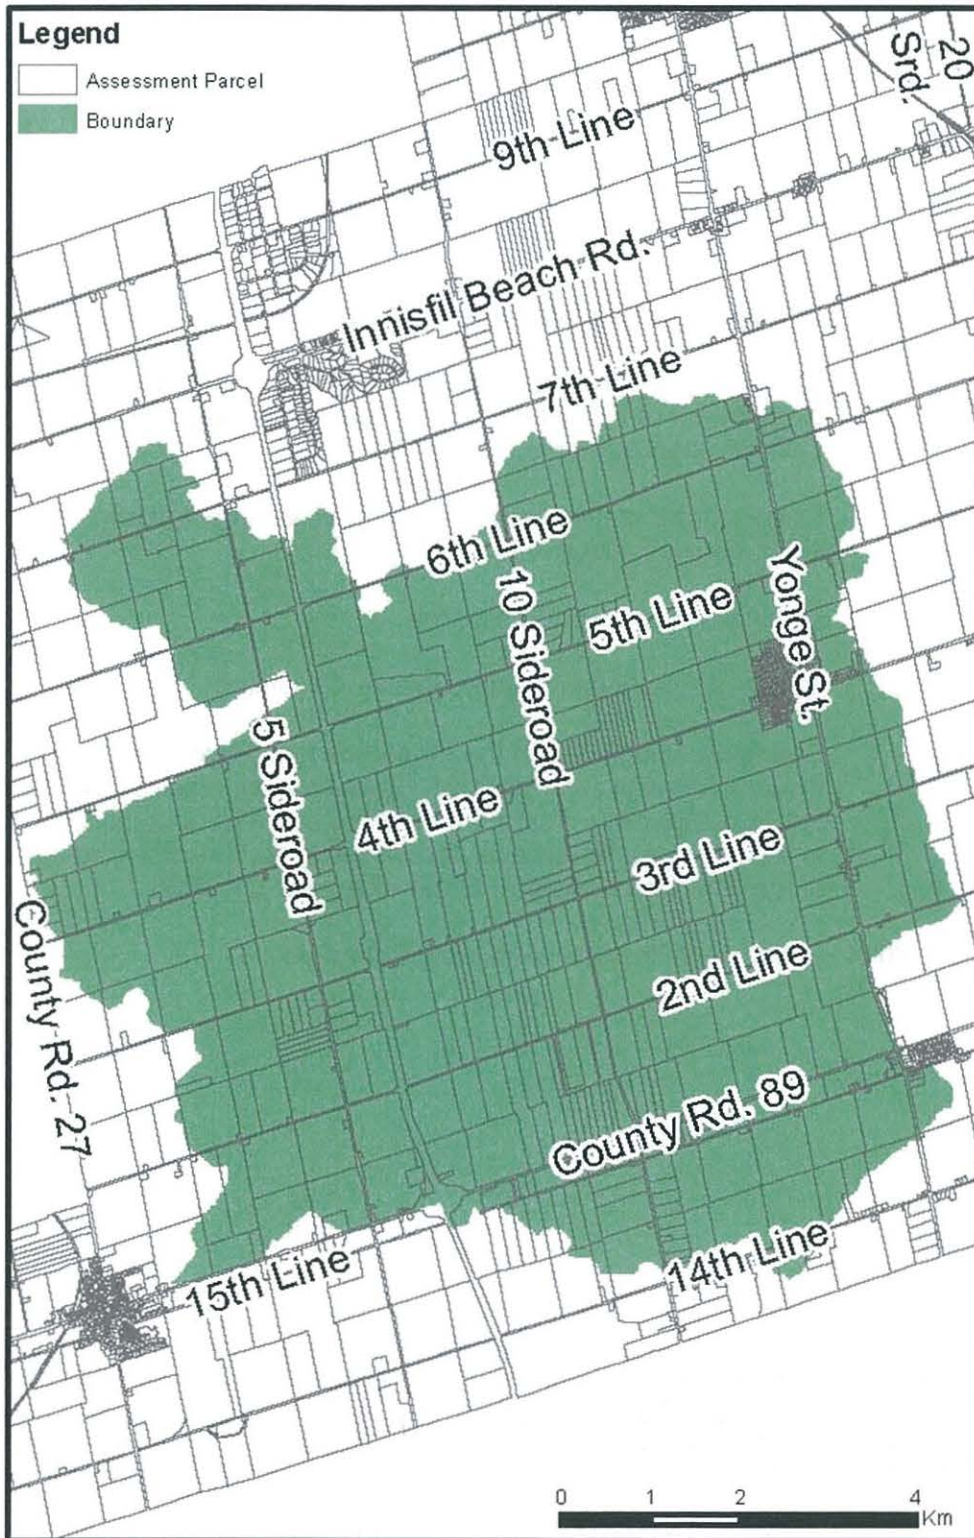 Legend
Assessment Parcel
Boundary
20
Srd.
9th Line
Innisfil Beach Rd.
7th Line
6th Line
10 Sideroad
5th Line
Yonge St.
5 Sideroad
4th Line
3rd Line
2nd Line
County Rd. 27
County Rd. 89
15th Line
14th Line
0 1 2 4
Km